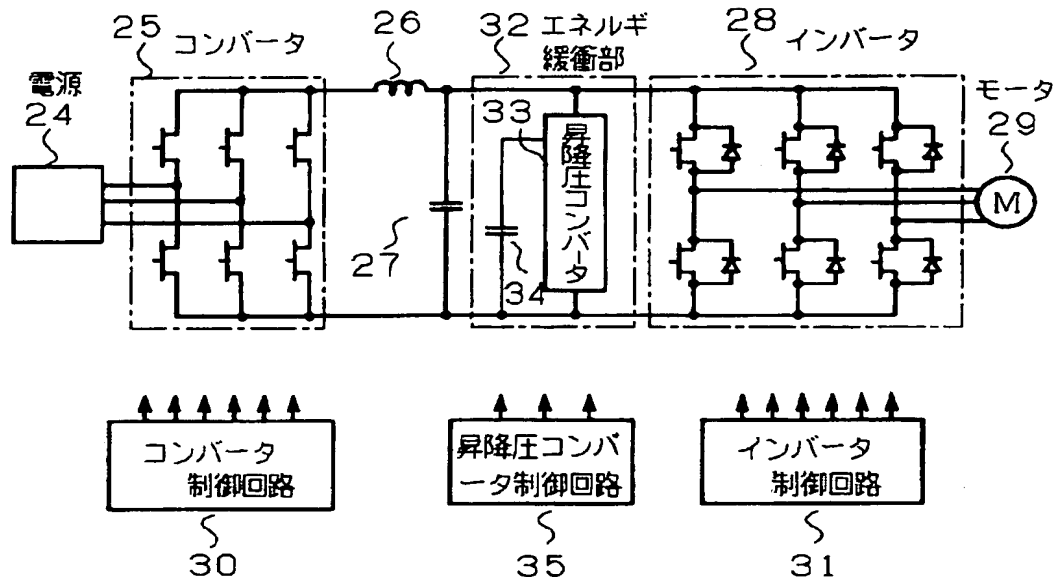 25
コンバータ
26
32
エネルギ
緩衝部
28
インバータ
電源
24
33
昇降圧コンバータ
モータ
29
M
27
34
コンバータ
制御回路
昇降圧コンバ
ータ制御回路
インバータ
制御回路
30
35
31